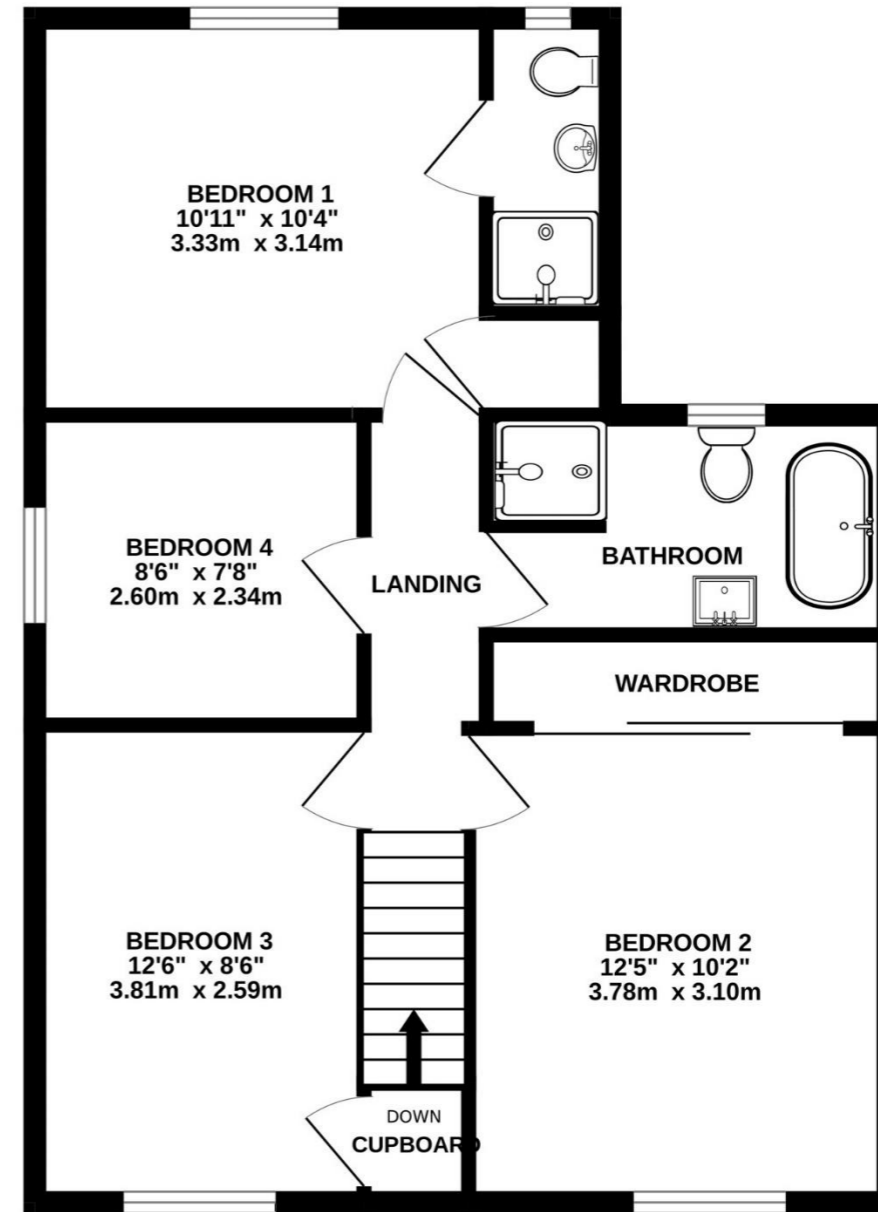 BEDROOM 1
10'11" x 10'4"
3.33m x 3.14m
BEDROOM 4
8'6" x 7'8"
2.60m x 2.34m
LANDING
BATHROOM
WARDROBE
BEDROOM 3
12'6" x 8'6"
3.81m x 2.59m
BEDROOM 2
12'5" x 10'2"
3.78m x 3.10m
DOWN
CUPBOARD